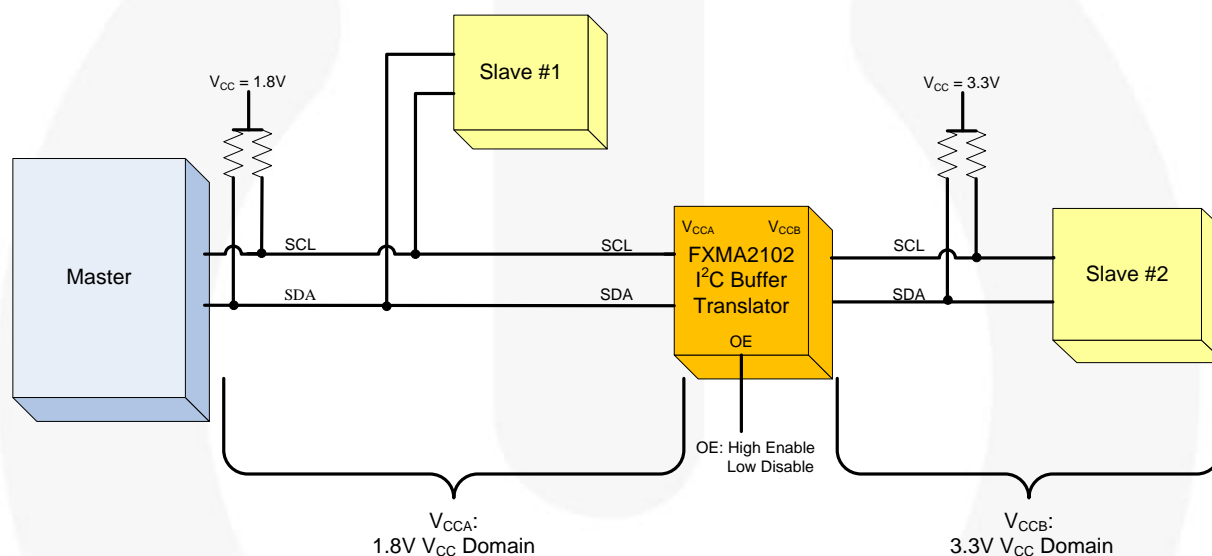 Slave #1
VCC = 1.8V
VCC = 3.3V
Master
SCL
SDA
SCL
SDA
VCCA VCCB
FXMA2102
I²C Buffer
Translator
OE
SCL
SDA
Slave #2
OE: High Enable
Low Disable
VCCA:
1.8V VCC Domain
VCCB:
3.3V VCC Domain